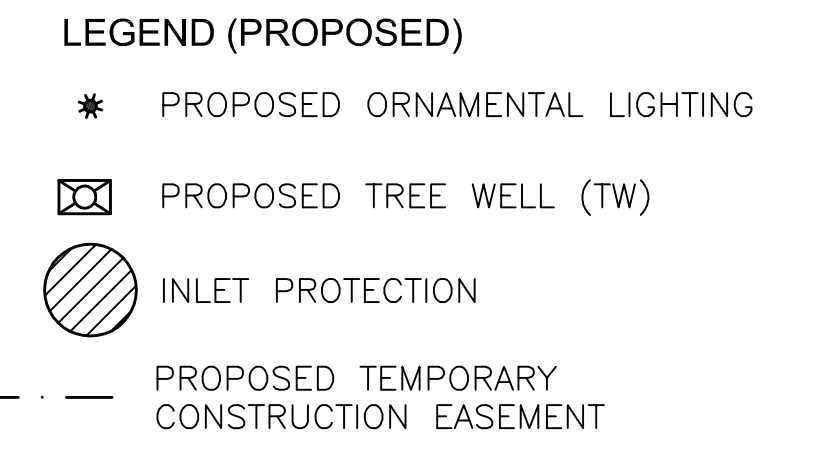 LEGEND (PROPOSED)
PROPOSED ORNAMENTAL LIGHTING
PROPOSED TREE WELL (TW)
INLET PROTECTION
PROPOSED TEMPORARY
CONSTRUCTION EASEMENT